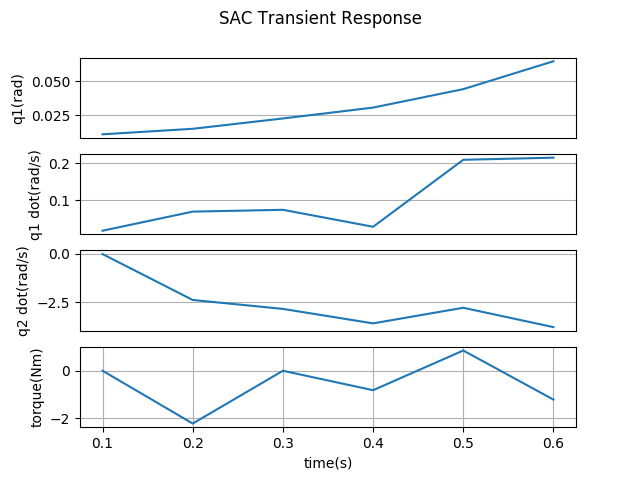 SAC Transient Response
q1(rad)
0.050
0.025
q1 dot(rad/s)
0.2
0.1
q2 dot(rad/s)
0.0
−2.5
torque(Nm)
0
−2
0.1 0.2 0.3 0.4 0.5 0.6
time(s)